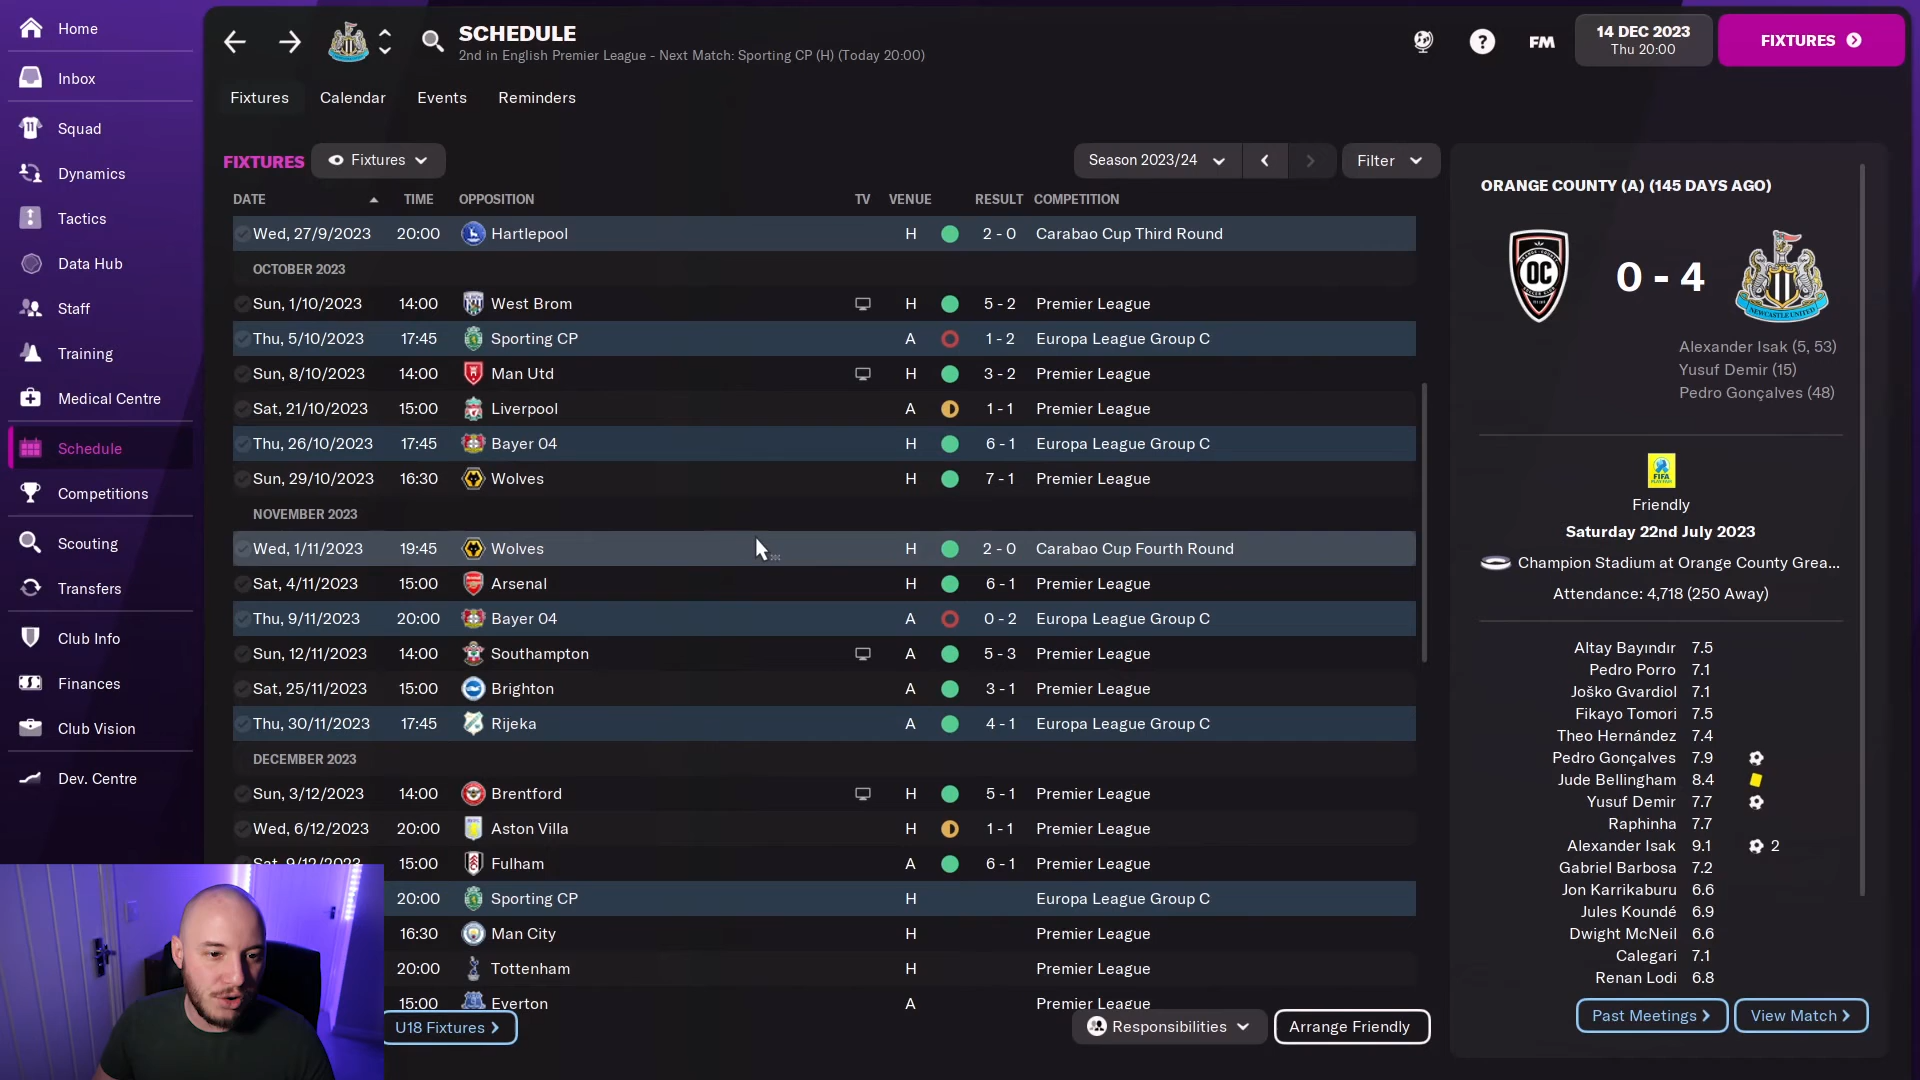 Home
Inbox
Squad
Dynamics
Tactics
Data Hub
Staff
Training
Medical Centre
Schedule
Competitions
Scouting
Transfers
Club Info
Finances
Club Vision
Dev. Centre
SCHEDULE
2nd in English Premier League - Next Match: Sporting CP (H) (Today 20:00)
FM
14 DEC 2023
Thu 20:00
FIXTURES
Fixtures Calendar Events Reminders
FIXTURES Fixtures Season 2023/24 Filter
DATE TIME OPPOSITION TV VENUE RESULT COMPETITION
Wed, 27/9/2023 20:00 Hartlepool H 2 - 0 Carabao Cup Third Round
OCTOBER 2023
Sun, 1/10/2023 14:00 West Brom H 5 - 2 Premier League
Thu, 5/10/2023 17:45 Sporting CP A 1 - 2 Europa League Group C
Sun, 8/10/2023 14:00 Man Utd H 3 - 2 Premier League
Sat, 21/10/2023 15:00 Liverpool A 1 - 1 Premier League
Thu, 26/10/2023 17:45 Bayer 04 H 6 - 1 Europa League Group C
Sun, 29/10/2023 16:30 Wolves H 7 - 1 Premier League
NOVEMBER 2023
Wed, 1/11/2023 19:45 Wolves H 2 - 0 Carabao Cup Fourth Round
Sat, 4/11/2023 15:00 Arsenal H 6 - 1 Premier League
Thu, 9/11/2023 20:00 Bayer 04 A 0 - 2 Europa League Group C
Sun, 12/11/2023 14:00 Southampton A 5 - 3 Premier League
Sat, 25/11/2023 15:00 Brighton A 3 - 1 Premier League
Thu, 30/11/2023 17:45 Rijeka A 4 - 1 Europa League Group C
DECEMBER 2023
Sun, 3/12/2023 14:00 Brentford H 5 - 1 Premier League
Wed, 6/12/2023 20:00 Aston Villa H 1 - 1 Premier League
Sat, 9/12/2023 15:00 Fulham A 6 - 1 Premier League
20:00 Sporting CP H Europa League Group C
16:30 Man City H Premier League
20:00 Tottenham H Premier League
15:00 Everton A Premier League
U18 Fixtures Responsibilities Arrange Friendly
ORANGE COUNTY (A) (145 DAYS AGO)
OC
0 - 4
NEWCASTLE UNITED
Alexander Isak (5, 53)
Yusuf Demir (15)
Pedro Gonçalves (48)
FIFA
Friendly
Saturday 22nd July 2023
Champion Stadium at Orange County Grea...
Attendance: 4,718 (250 Away)
Altay Bayındır 7.5
Pedro Porro 7.1
Joško Gvardiol 7.1
Fikayo Tomori 7.5
Theo Hernández 7.4
Pedro Gonçalves 7.9
Jude Bellingham 8.4
Yusuf Demir 7.7
Raphinha 7.7
Alexander Isak 9.1 2
Gabriel Barbosa 7.2
Jon Karrikaburu 6.6
Jules Koundé 6.9
Dwight McNeil 6.6
Calegari 7.1
Renan Lodi 6.8
Past Meetings View Match